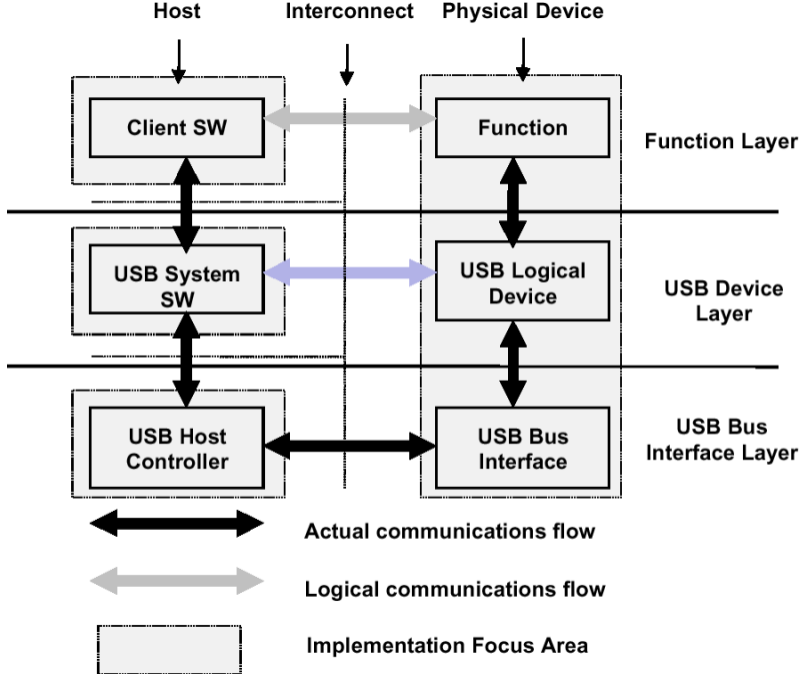 Host Interconnect Physical Device
Client SW
Function
Function Layer
USB System
SW
USB Logical
Device
USB Device
Layer
USB Host
Controller
USB Bus
Interface
USB Bus
Interface Layer
Actual communications flow
Logical communications flow
Implementation Focus Area